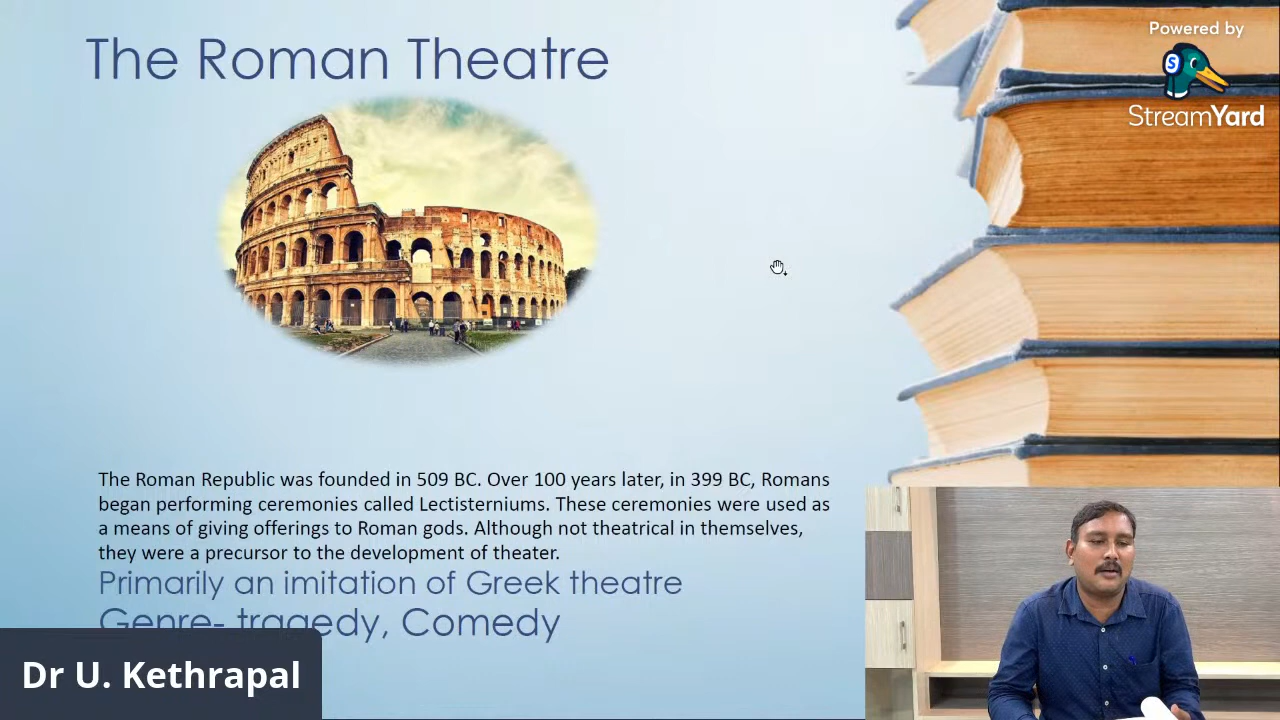 The Roman Theatre
Powered by
StreamYard
The Roman Republic was founded in 509 BC. Over 100 years later, in 399 BC, Romans
began performing ceremonies called Lectisterniums. These ceremonies were used as
a means of giving offerings to Roman gods. Although not theatrical in themselves,
they were a precursor to the development of theater.
Primarily an imitation of Greek theatre
Genre- tragedy, Comedy
Dr U. Kethrapal